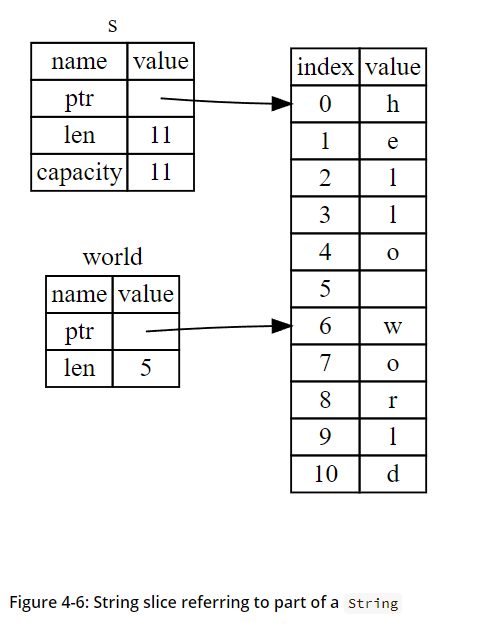 s
name value
ptr
len 11
capacity 11
world
name value
ptr
len 5
index value
0 h
1 e
2 l
3 l
4 o
5
6 w
7 o
8 r
9 l
10 d
Figure 4-6: String slice referring to part of a String